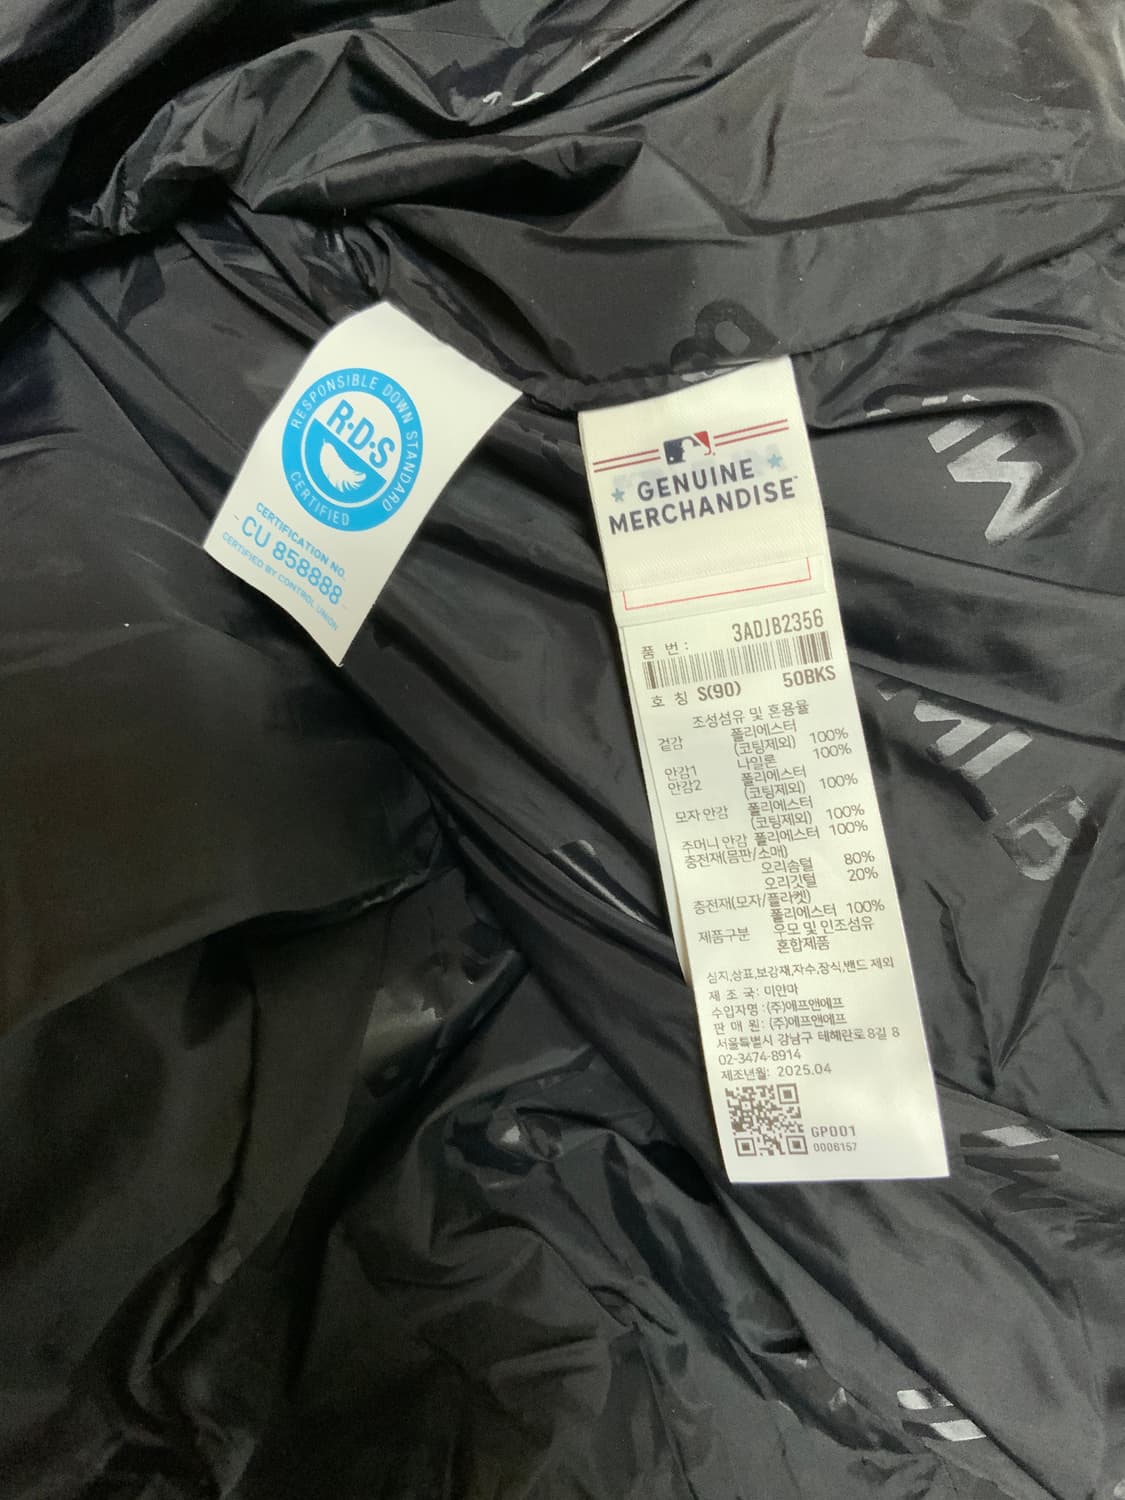 RESPONSIBLE DOWN STANDARD
R·D·S
CERTIFIED
CERTIFICATION NO.
CU 858888
CERTIFIED BY CONTROL UNION
GENUINE
MERCHANDISE™
품 번: 3ADJB2356
호 칭 S(90) 50BKS
조성섬유 및 혼용율
겉감 폴리에스터 100%
(코팅제외)
안감1 나일론 100%
안감2 폴리에스터 100%
(코팅제외)
모자 안감 폴리에스터 100%
(코팅제외)
주머니 안감 폴리에스터 100%
충전재(몸판/소매)
오리솜털 80%
오리깃털 20%
충전재(모자/플라켓)
폴리에스터 100%
제품구분 우모 및 인조섬유
혼합제품
심지,상표,보강재,자수,장식,밴드 제외
제 조 국: 미얀마
수입자명 : (주)에프앤에프
판 매 원: (주)에프앤에프
서울특별시 강남구 테헤란로8길 8
02-3474-8914
제조년월: 2025.04
GP001
0006157